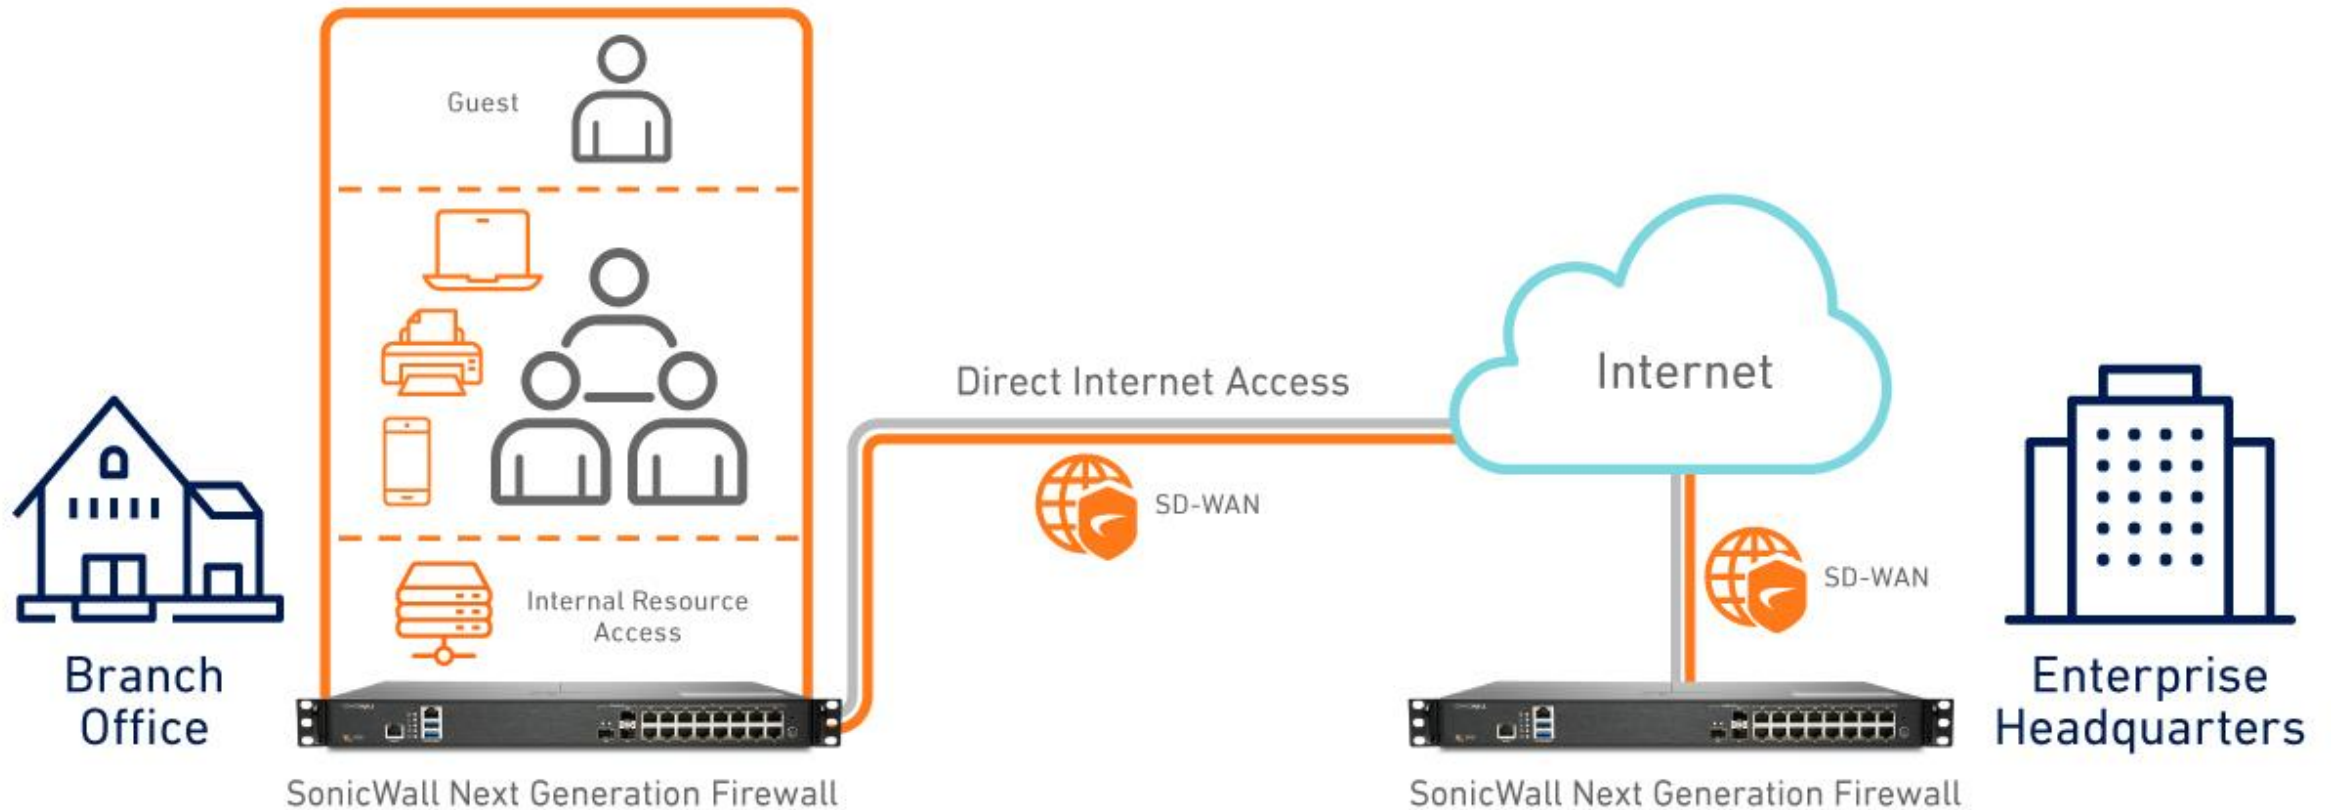 Guest
Internal Resource
Access
Branch
Office
SonicWall Next Generation Firewall
Direct Internet Access
SD-WAN
Internet
SD-WAN
Enterprise
Headquarters
SonicWall Next Generation Firewall